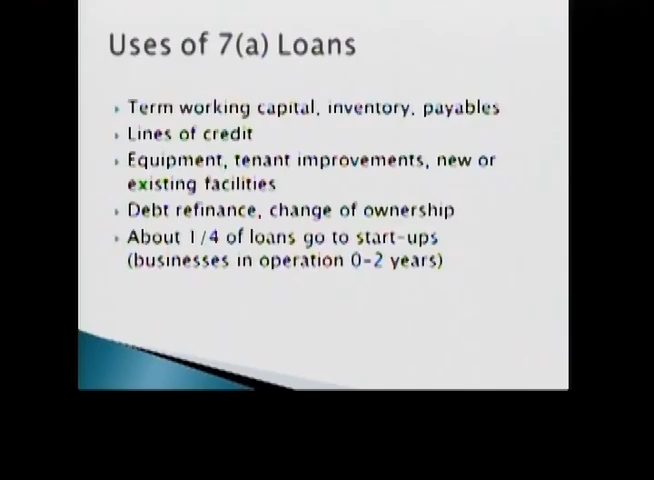 Uses of 7(a) Loans
Term working capital, inventory, payables
Lines of credit
Equipment, tenant improvements, new or
existing facilities
Debt refinance, change of ownership
About 1/4 of loans go to start-ups
(businesses in operation 0-2 years)